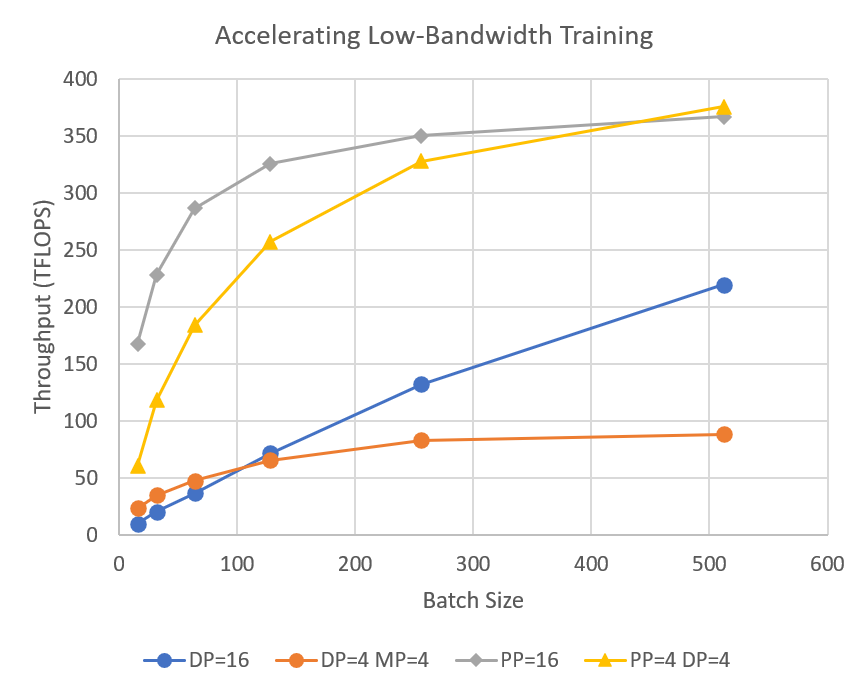 Accelerating Low-Bandwidth Training
Throughput (TFLOPS)
400
350
300
250
200
150
100
50
0
0 100 200 300 400 500 600
Batch Size
DP=16 DP=4 MP=4 PP=16 PP=4 DP=4